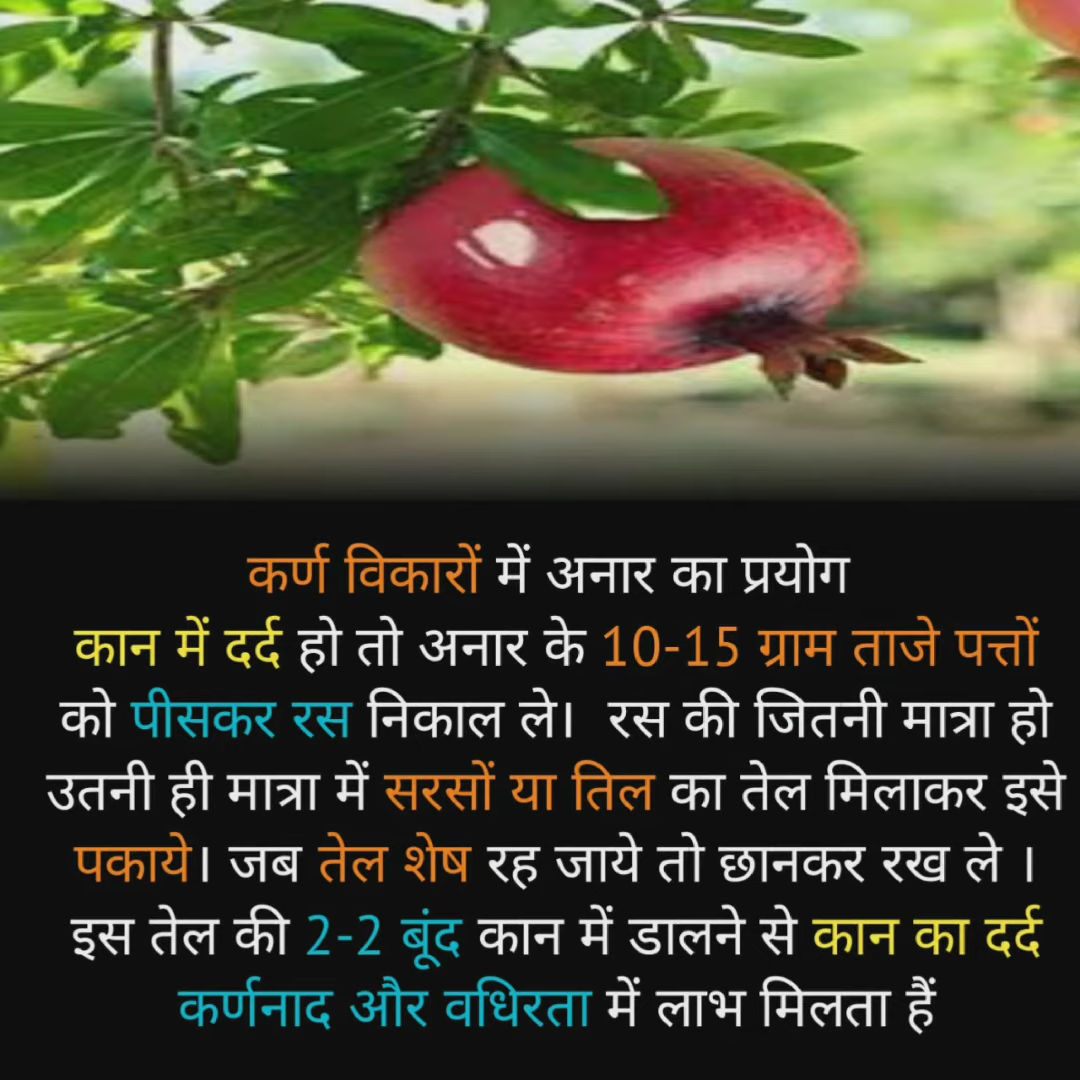 कर्ण विकारों में अनार का प्रयोग
कान में दर्द हो तो अनार के 10-15 ग्राम ताजे पत्तों
को पीसकर रस निकाल ले। रस की जितनी मात्रा हो
उतनी ही मात्रा में सरसों या तिल का तेल मिलाकर इसे
पकाये। जब तेल शेष रह जाये तो छानकर रख ले ।
इस तेल की 2-2 बूंद कान में डालने से कान का दर्द
कर्णनाद और वधिरता में लाभ मिलता हैं